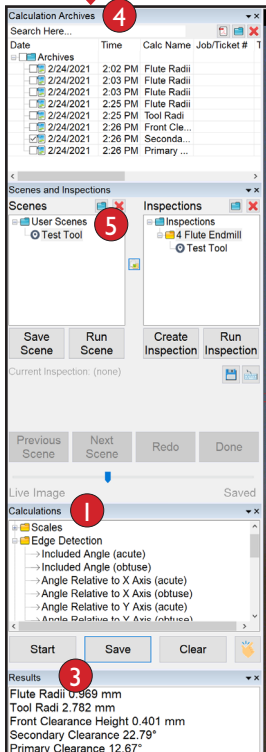 Calculation Archives 4
Search Here...
Date Time Calc Name Job/Ticket #
Archives
2/24/2021 2:02 PM Flute Radii
2/24/2021 2:03 PM Flute Radii
2/24/2021 2:03 PM Flute Radii
2/24/2021 2:25 PM Flute Radii
2/24/2021 2:25 PM Tool Radi
2/24/2021 2:26 PM Front Cle...
2/24/2021 2:26 PM Seconda...
2/24/2021 2:26 PM Primary ...
Scenes and Inspections
Scenes Inspections
User Scenes 5 Inspections
Test Tool 4 Flute Endmill
Test Tool
Save Scene Run Scene Create Inspection Run Inspection
Current Inspection: (none)
Previous Scene Next Scene Redo Done
Live Image Saved
Calculations 1
Scales
Edge Detection
Included Angle (acute)
Included Angle (obtuse)
Angle Relative to X Axis (acute)
Angle Relative to X Axis (obtuse)
Angle Relative to Y Axis (acute)
Angle Relative to Y Axis (obtuse)
Start Save Clear
Results 3
Flute Radii 0.969 mm
Tool Radi 2.782 mm
Front Clearance Height 0.401 mm
Secondary Clearance 22.79°
Primary Clearance 12.67°